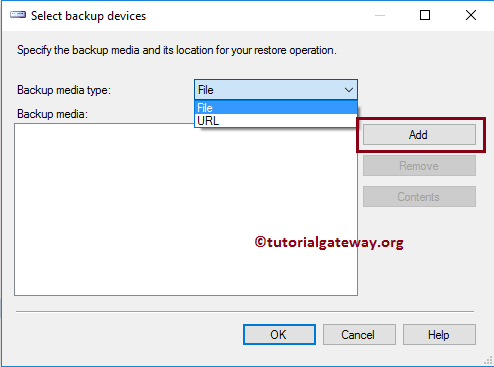 Select backup devices
Specify the backup media and its location for your restore operation.
Backup media type:
File
File
URL
Backup media:
Add
Remove
Contents
©tutorialgateway.org
OK
Cancel
Help